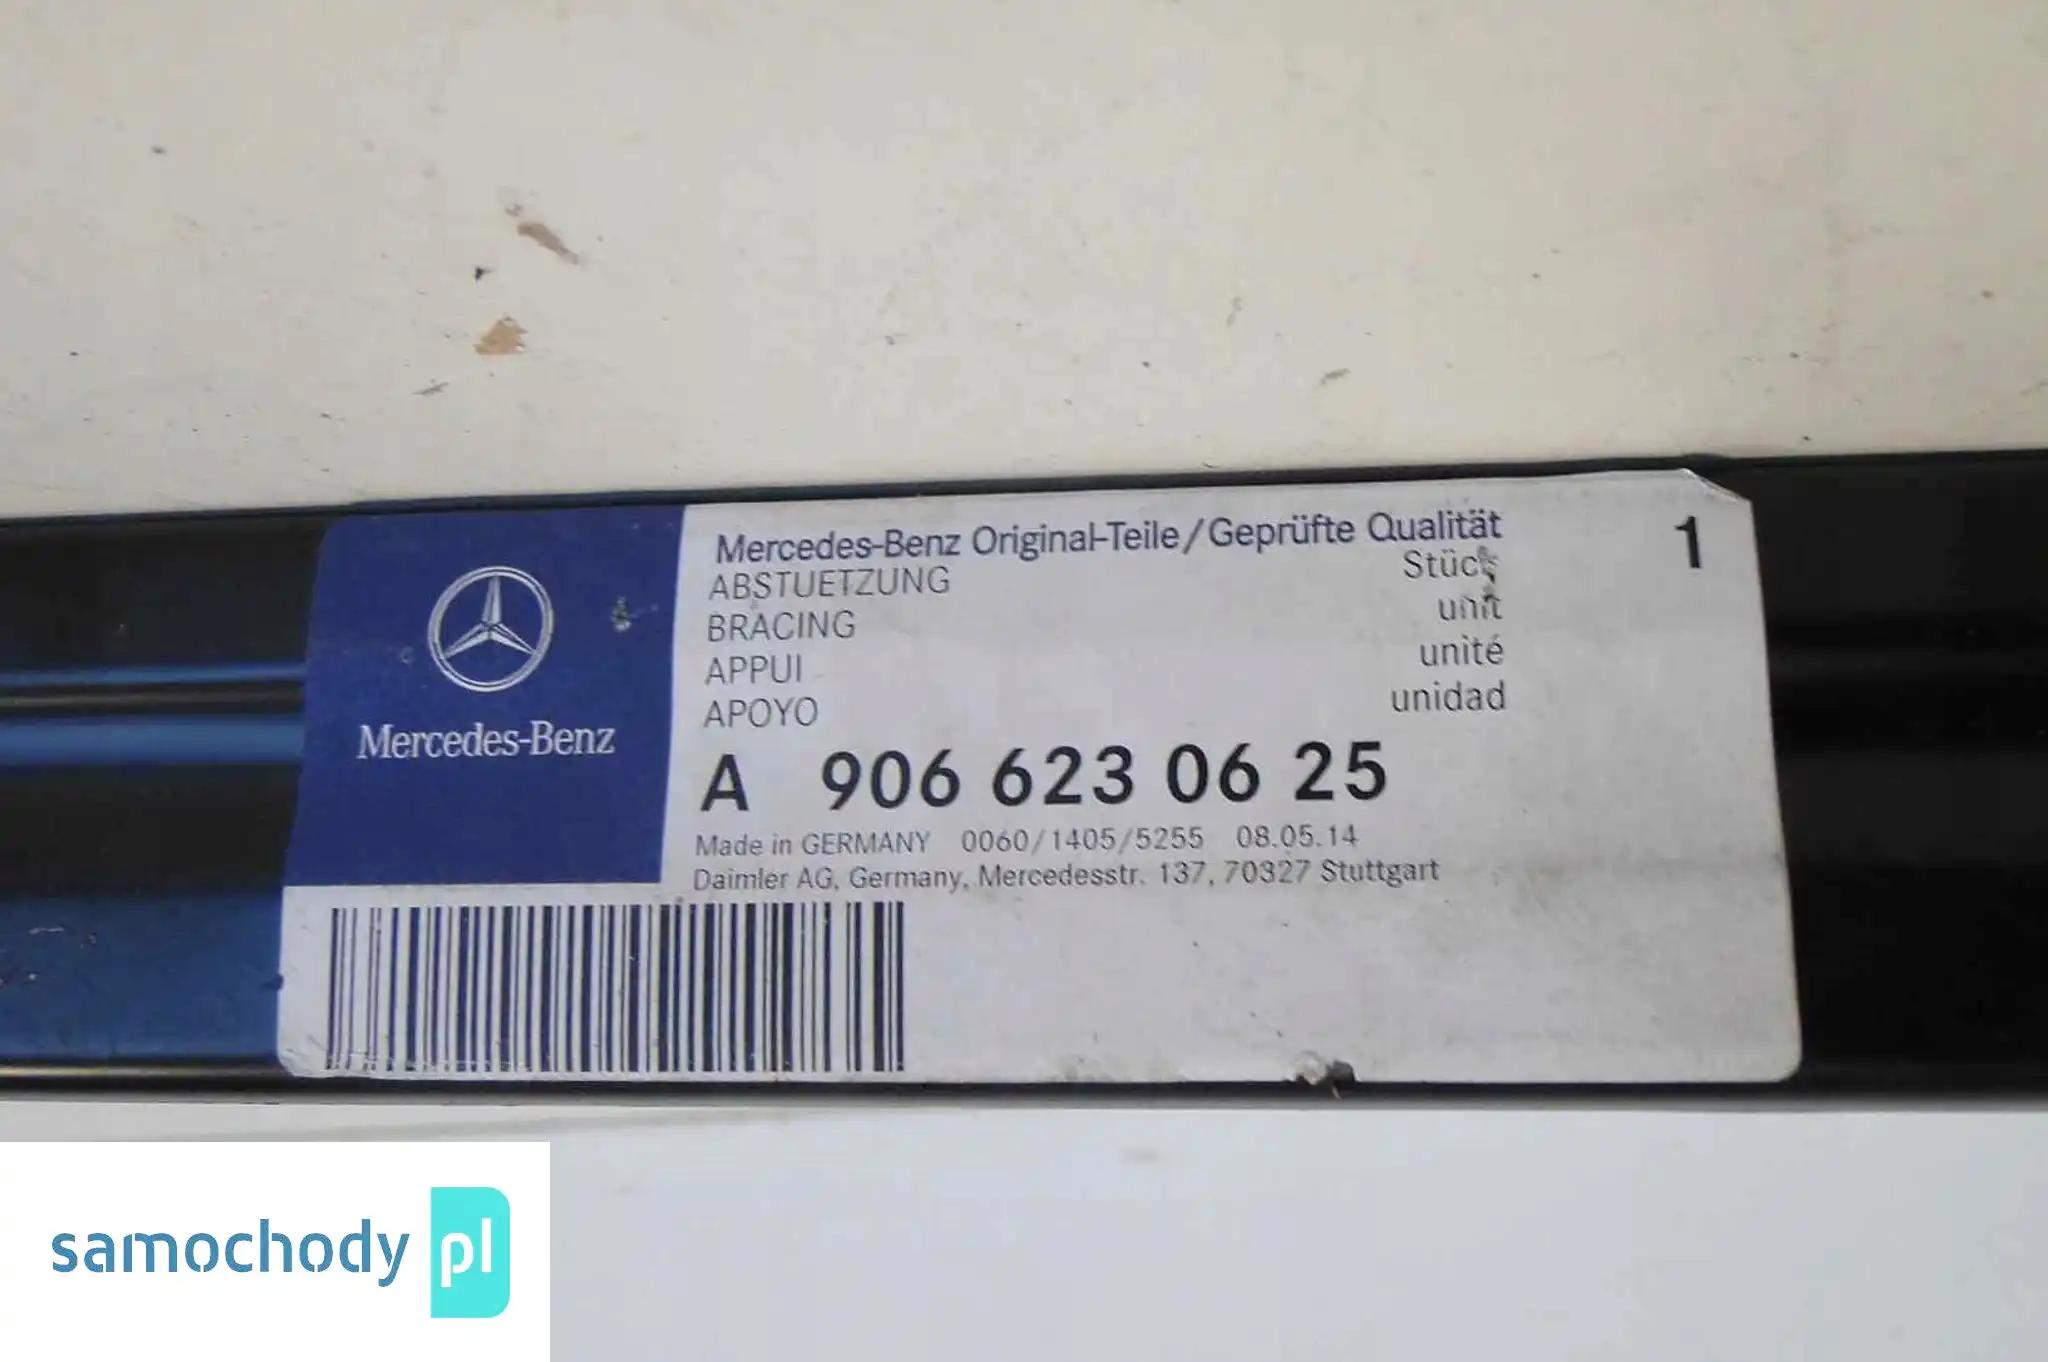 Mercedes-Benz Original-Teile/Geprüfte Qualität
ABSTUETZUNG Stück 1
BRACING unit
APPUI unité
APOYO unidad
Mercedes-Benz
A 906 623 06 25
Made in GERMANY 0060/1405/5255 08.05.14
Daimler AG, Germany, Mercedesstr. 137, 70327 Stuttgart
samochody pl